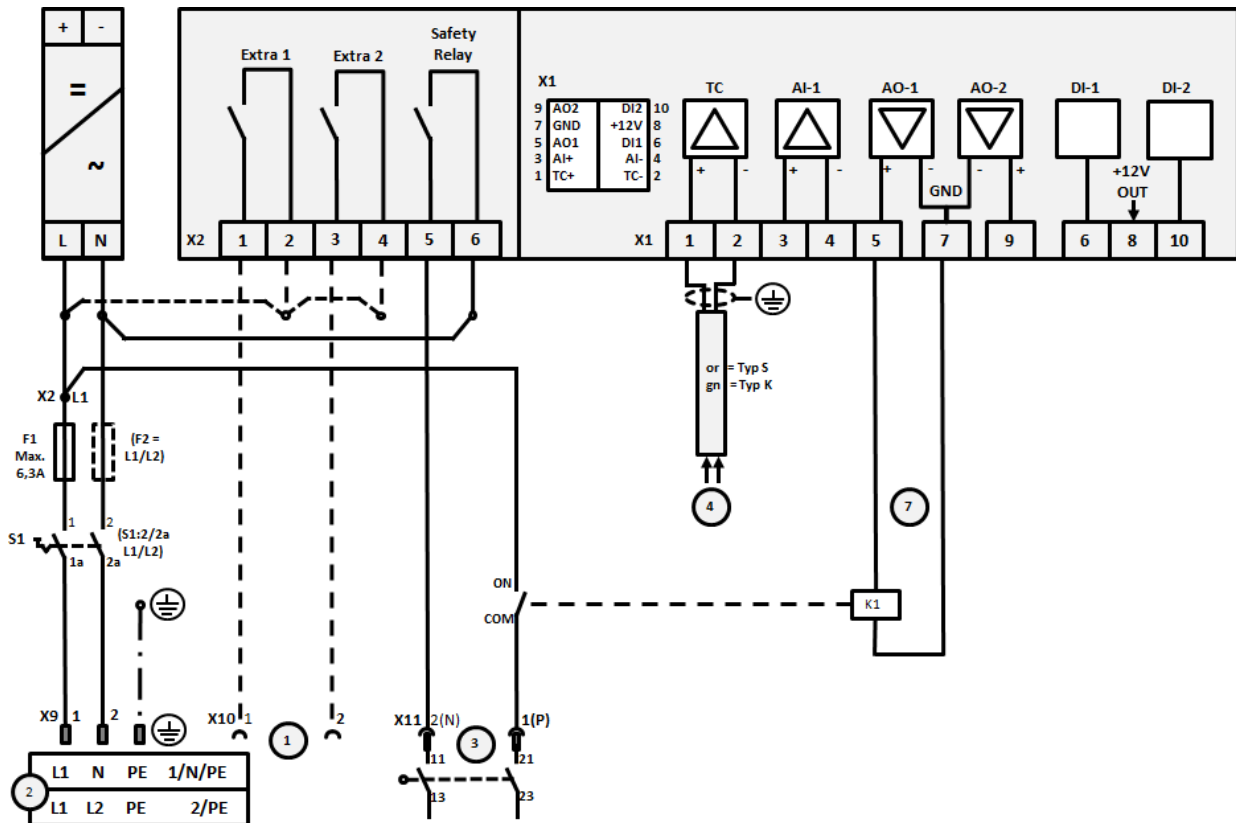 + -
=
~
L N
Extra 1 Extra 2 Safety Relay
X2 1 2 3 4 5 6
X1
9 AO2 DI2 10
7 GND +12V 8
5 AO1 DI1 6
3 AI+ AI- 4
1 TC+ TC- 2
TC AI-1 AO-1 AO-2 DI-1 DI-2
+ - + - + - - +
GND
+12V
OUT
X1 1 2 3 4 5 7 9 6 8 10
or = Typ S
gn = Typ K
4
7
X2 L1
F1
Max.
6,3A
(F2 =
L1/L2)
S1
1 2
1a 2a
(S1:2/2a
L1/L2)
ON
COM
K1
X9 1 2
X10 1 2
1
X11 2(N) 1(P)
3
11 21
13 23
2
L1 N PE 1/N/PE
L1 L2 PE 2/PE